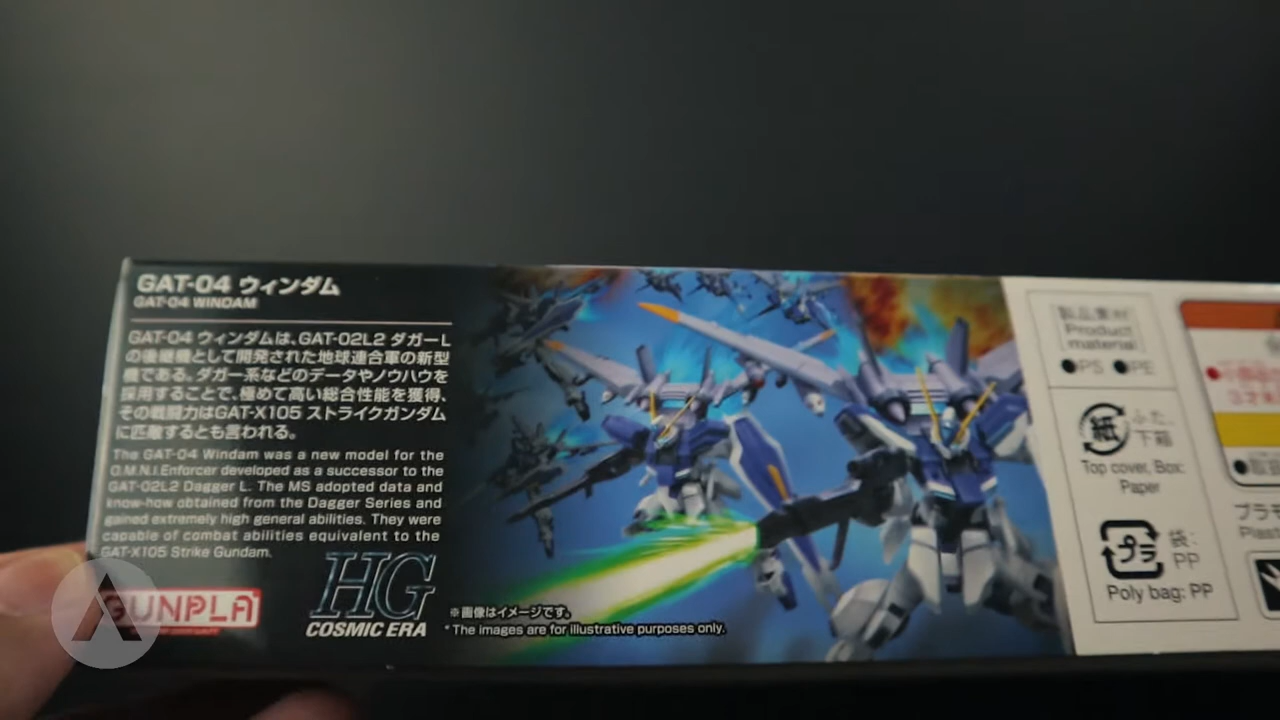 GAT-04 ウィンダム
GAT-04 WINDAM
GAT-04 ウィンダムは、GAT-02L2 ダガーL
の後継機として開発された地球連合軍の新型
機である。ダガー系などのデータやノウハウを
採用することで、極めて高い総合性能を獲得、
その戦闘力はGAT-X105 ストライクガンダム
に匹敵するとも言われる。
The GAT-04 Windam was a new model for the
O.M.N.I.Enforcer developed as a successor to the
GAT-02L2 Dagger L. The MS adopted data and
know-how obtained from the Dagger Series and
gained extremely high general abilities. They were
capable of combat abilities equivalent to the
GAT-X105 Strike Gundam.
GUNPLA
HG
COSMIC ERA
※画像はイメージです。
*The images are for illustrative purposes only.
製品素材
Product
material
PS PE
紙
ふた、
下箱
Top cover, Box:
Paper
プラ
袋:
PP
Poly bag: PP